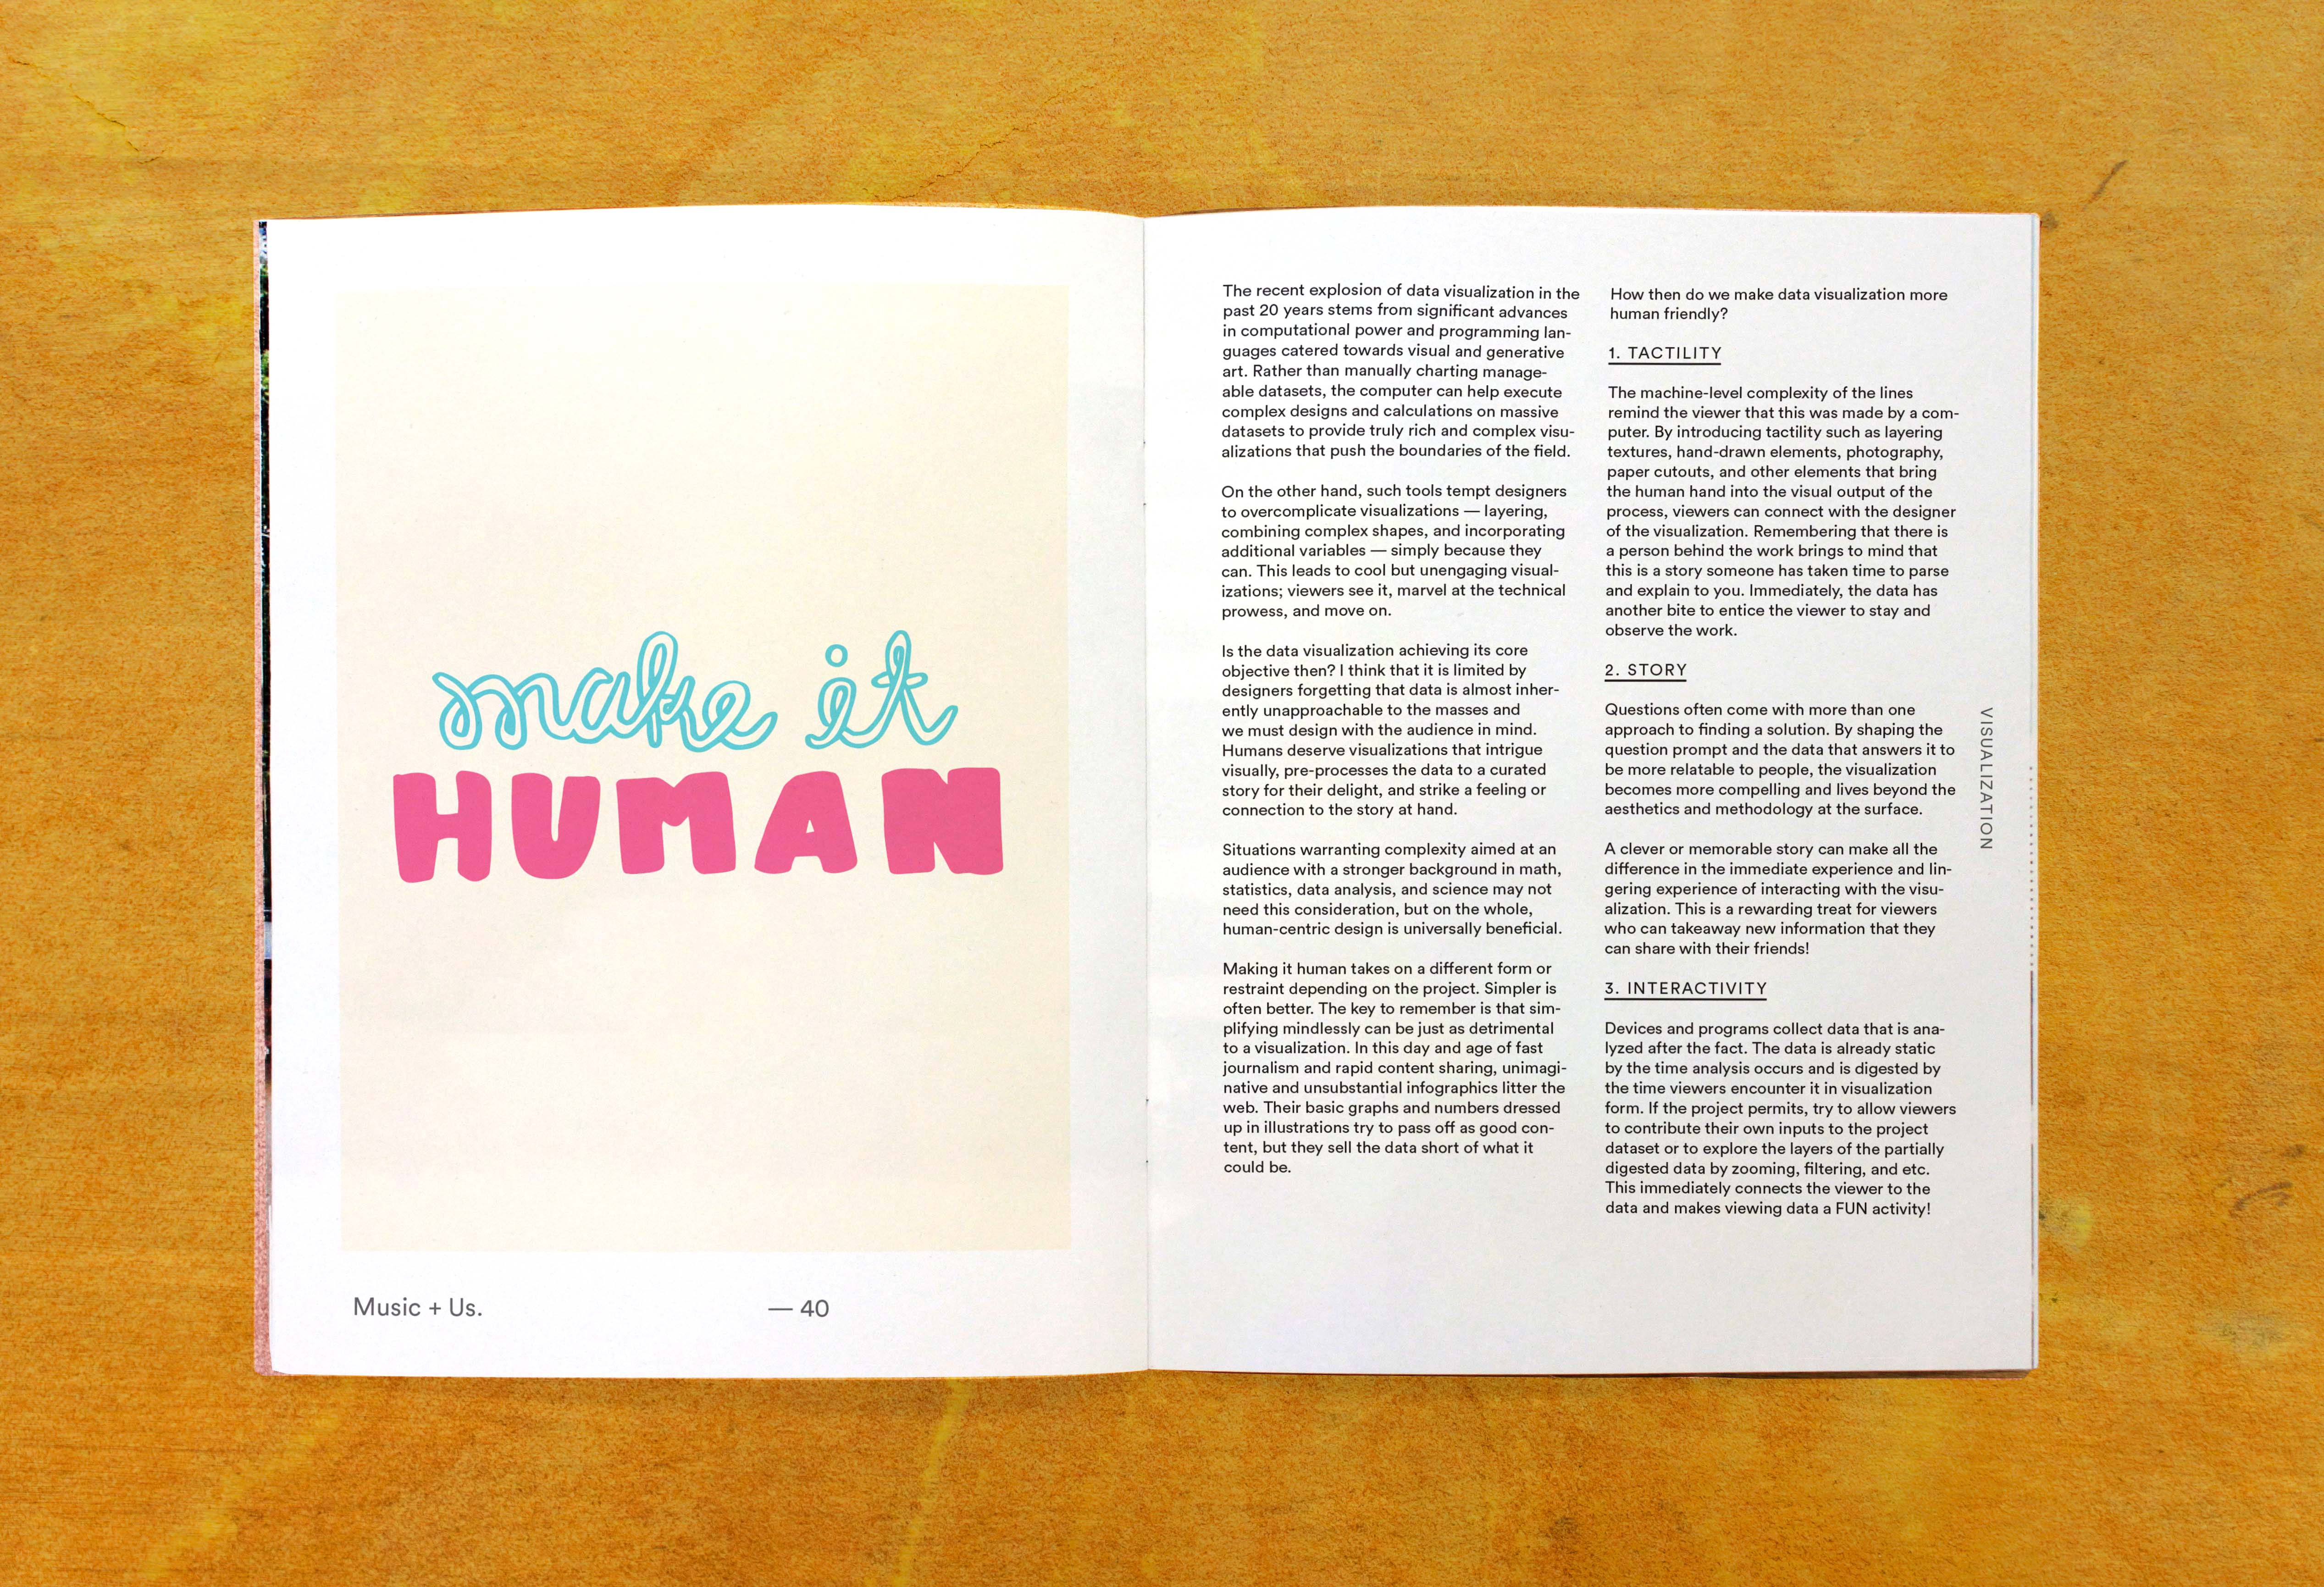 make it
HUMAN
Music + Us.
— 40
The recent explosion of data visualization in the
past 20 years stems from significant advances
in computational power and programming lan-
guages catered towards visual and generative
art. Rather than manually charting manage-
able datasets, the computer can help execute
complex designs and calculations on massive
datasets to provide truly rich and complex visu-
alizations that push the boundaries of the field.
On the other hand, such tools tempt designers
to overcomplicate visualizations — layering,
combining complex shapes, and incorporating
additional variables — simply because they
can. This leads to cool but unengaging visual-
izations; viewers see it, marvel at the technical
prowess, and move on.
Is the data visualization achieving its core
objective then? I think that it is limited by
designers forgetting that data is almost inher-
ently unapproachable to the masses and
we must design with the audience in mind.
Humans deserve visualizations that intrigue
visually, pre-processes the data to a curated
story for their delight, and strike a feeling or
connection to the story at hand.
Situations warranting complexity aimed at an
audience with a stronger background in math,
statistics, data analysis, and science may not
need this consideration, but on the whole,
human-centric design is universally beneficial.
Making it human takes on a different form or
restraint depending on the project. Simpler is
often better. The key to remember is that sim-
plifying mindlessly can be just as detrimental
to a visualization. In this day and age of fast
journalism and rapid content sharing, unimagi-
native and unsubstantial infographics litter the
web. Their basic graphs and numbers dressed
up in illustrations try to pass off as good con-
tent, but they sell the data short of what it
could be.
How then do we make data visualization more
human friendly?
1. TACTILITY
The machine-level complexity of the lines
remind the viewer that this was made by a com-
puter. By introducing tactility such as layering
textures, hand-drawn elements, photography,
paper cutouts, and other elements that bring
the human hand into the visual output of the
process, viewers can connect with the designer
of the visualization. Remembering that there is
a person behind the work brings to mind that
this is a story someone has taken time to parse
and explain to you. Immediately, the data has
another bite to entice the viewer to stay and
observe the work.
2. STORY
Questions often come with more than one
approach to finding a solution. By shaping the
question prompt and the data that answers it to
be more relatable to people, the visualization
becomes more compelling and lives beyond the
aesthetics and methodology at the surface.
A clever or memorable story can make all the
difference in the immediate experience and lin-
gering experience of interacting with the visu-
alization. This is a rewarding treat for viewers
who can takeaway new information that they
can share with their friends!
3. INTERACTIVITY
Devices and programs collect data that is ana-
lyzed after the fact. The data is already static
by the time analysis occurs and is digested by
the time viewers encounter it in visualization
form. If the project permits, try to allow viewers
to contribute their own inputs to the project
dataset or to explore the layers of the partially
digested data by zooming, filtering, and etc.
This immediately connects the viewer to the
data and makes viewing data a FUN activity!
VISUALIZATION